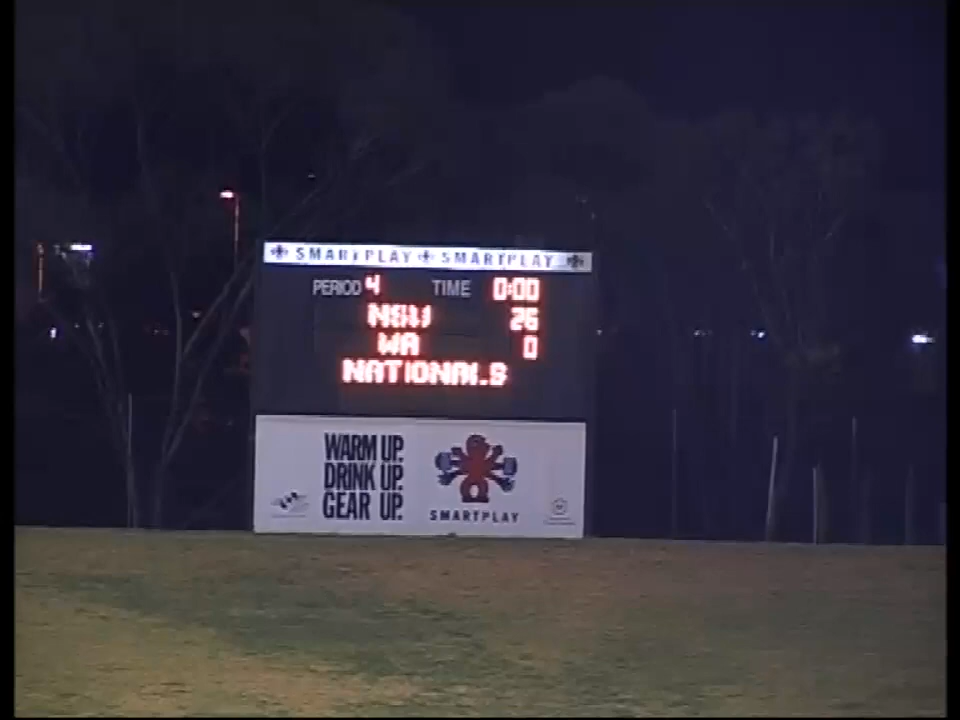 SMARTPLAY SMARTPLAY
PERIOD 4 TIME 0:00
NSW 26
WA 0
NATIONALS
WARM UP.
DRINK UP.
GEAR UP.
SMARTPLAY